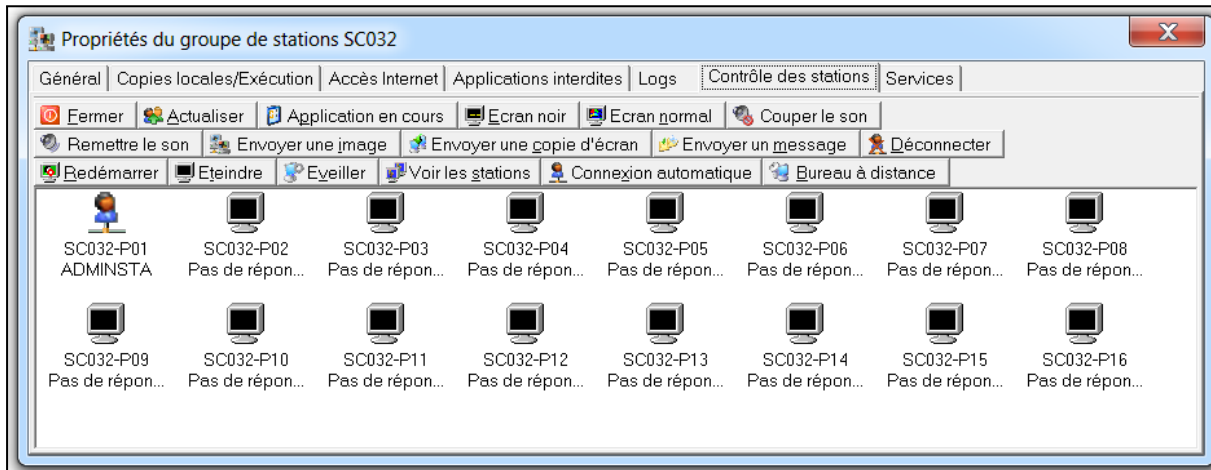 Propriétés du groupe de stations SC032
Général Copies locales/Exécution Accès Internet Applications interdites Logs Contrôle des stations Services
Fermer Actualiser Application en cours Ecran noir Ecran normal Couper le son
Remettre le son Envoyer une image Envoyer une copie d'écran Envoyer un message Déconnecter
Redémarrer Eteindre Eveiller Voir les stations Connexion automatique Bureau à distance
SC032-P01 SC032-P02 SC032-P03 SC032-P04 SC032-P05 SC032-P06 SC032-P07 SC032-P08
ADMINSTA Pas de répon... Pas de répon... Pas de répon... Pas de répon... Pas de répon... Pas de répon... Pas de répon...
SC032-P09 SC032-P10 SC032-P11 SC032-P12 SC032-P13 SC032-P14 SC032-P15 SC032-P16
Pas de répon... Pas de répon... Pas de répon... Pas de répon... Pas de répon... Pas de répon... Pas de répon... Pas de répon...